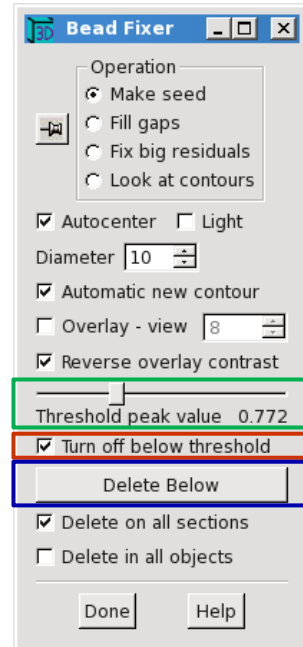 3D Bead Fixer
Operation
Make seed
Fill gaps
Fix big residuals
Look at contours
Autocenter Light
Diameter 10
Automatic new contour
Overlay - view 8
Reverse overlay contrast
Threshold peak value 0.772
Turn off below threshold
Delete Below
Delete on all sections
Delete in all objects
Done Help